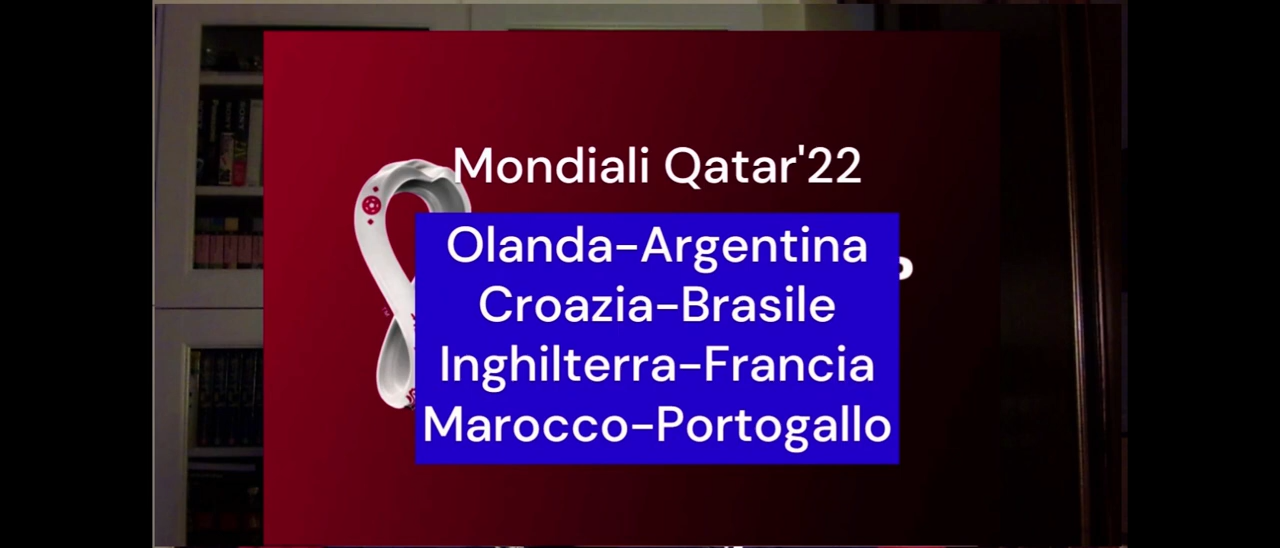 Mondiali Qatar'22
Olanda-Argentina
Croazia-Brasile
Inghilterra-Francia
Marocco-Portogallo